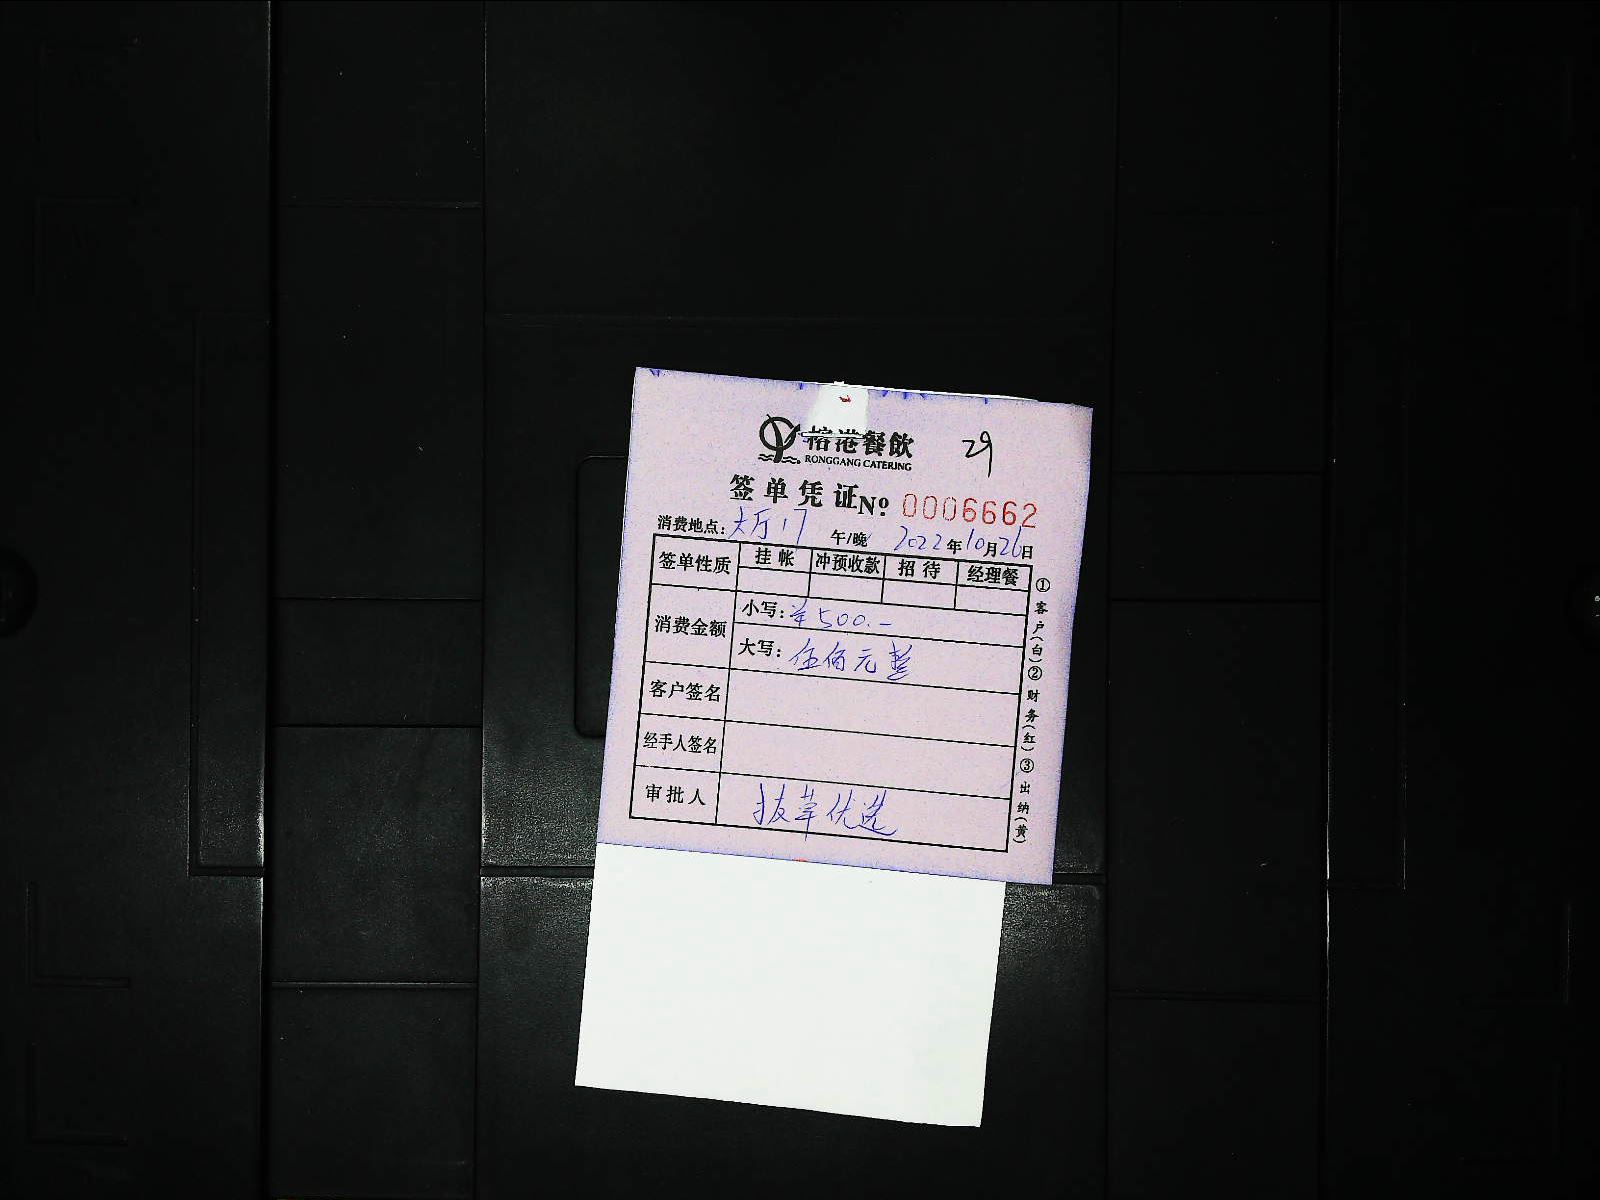 榕港餐飲
RONGGANG CATERING
29
签单凭证 Nº 0006662
消费地点: 大厅17 午/晚 2022年10月26日
签单性质 挂帐 冲预收款 招待 经理餐
消费金额 小写: ¥500.-
大写: 伍佰元整
客户签名
经手人签名
审批人 拔草优选
①客户(白)②财务(红)③出纳(黄)